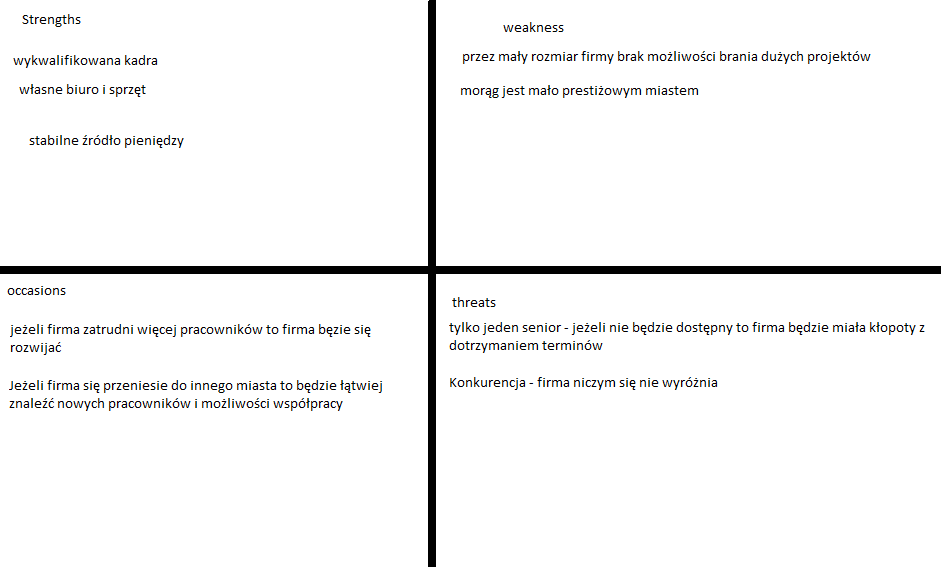 Strengths
wykwalifikowana kadra
własne biuro i sprzęt
stabilne źródło pieniędzy
weakness
przez mały rozmiar firmy brak możliwości brania dużych projektów
morąg jest mało prestiżowym miastem
occasions
jeżeli firma zatrudni więcej pracowników to firma bęzie się
rozwijać
Jeżeli firma się przeniesie do innego miasta to będzie łątwiej
znaleźć nowych pracowników i możliwości współpracy
threats
tylko jeden senior - jeżeli nie będzie dostępny to firma będzie miała kłopoty z
dotrzymaniem terminów
Konkurencja - firma niczym się nie wyróżnia